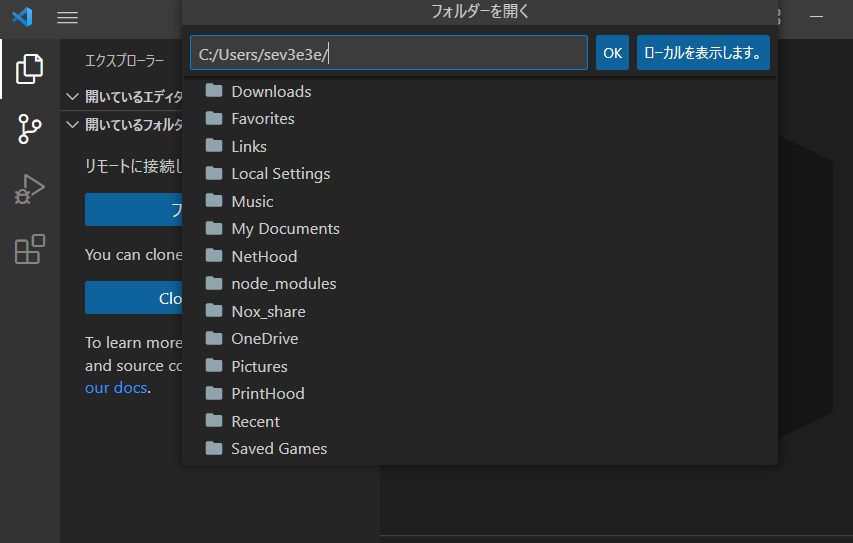 フォルダーを開く
C:/Users/sev3e3e/
OK
ローカルを表示します。
エクスプローラー
開いているエディタ
開いているフォルダ
リモートに接続し
フ
You can clone
Clo
To learn more
and source co
our docs.
Downloads
Favorites
Links
Local Settings
Music
My Documents
NetHood
node_modules
Nox_share
OneDrive
Pictures
PrintHood
Recent
Saved Games